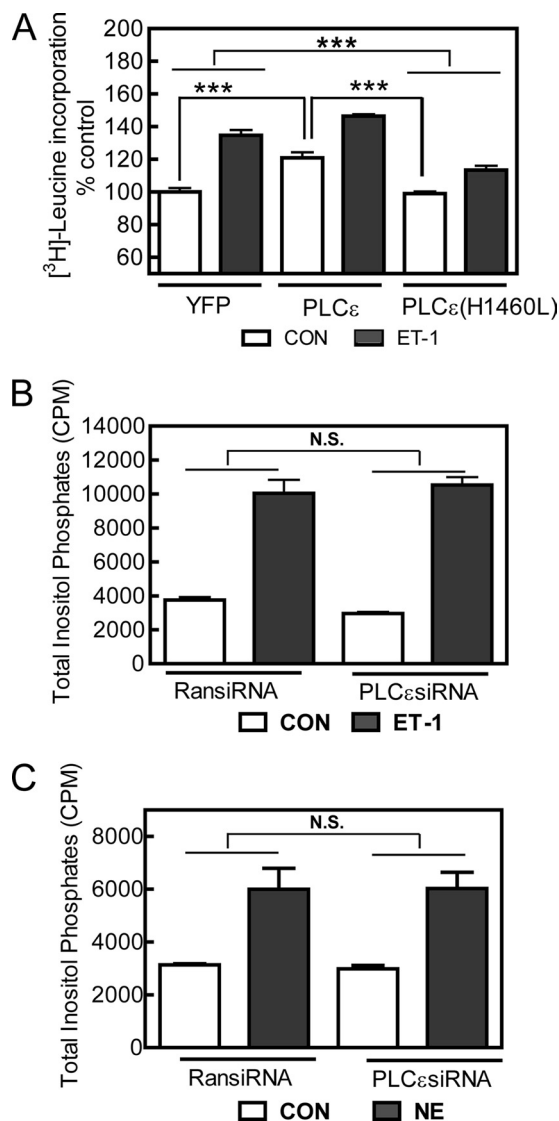 A
[³H]-Leucine incorporation
% control
200
180
160
140
120
100
80
60
***
***
***
YFP
PLCε
PLCε(H1460L)
CON
ET-1
B
Total Inositol Phosphates (CPM)
14000
12000
10000
8000
6000
4000
2000
0
N.S.
RansiRNA
PLCεsiRNA
CON
ET-1
C
Total Inositol Phosphates (CPM)
8000
6000
4000
2000
0
N.S.
RansiRNA
PLCεsiRNA
CON
NE